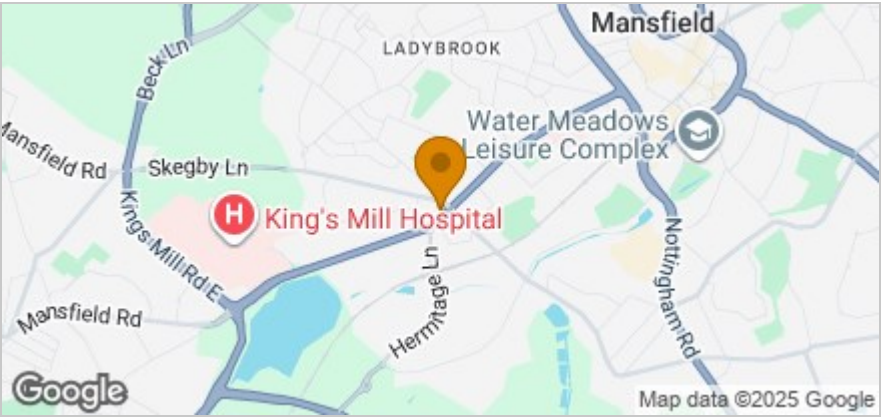 Mansfield
LADYBROOK
Beck Ln
Water Meadows
Leisure Complex
Mansfield Rd
Skegby Ln
H
King's Mill Hospital
Kings Mill Rd E
Hermitage Ln
Nottingham Rd
Mansfield Rd
Google
Map data ©2025 Google